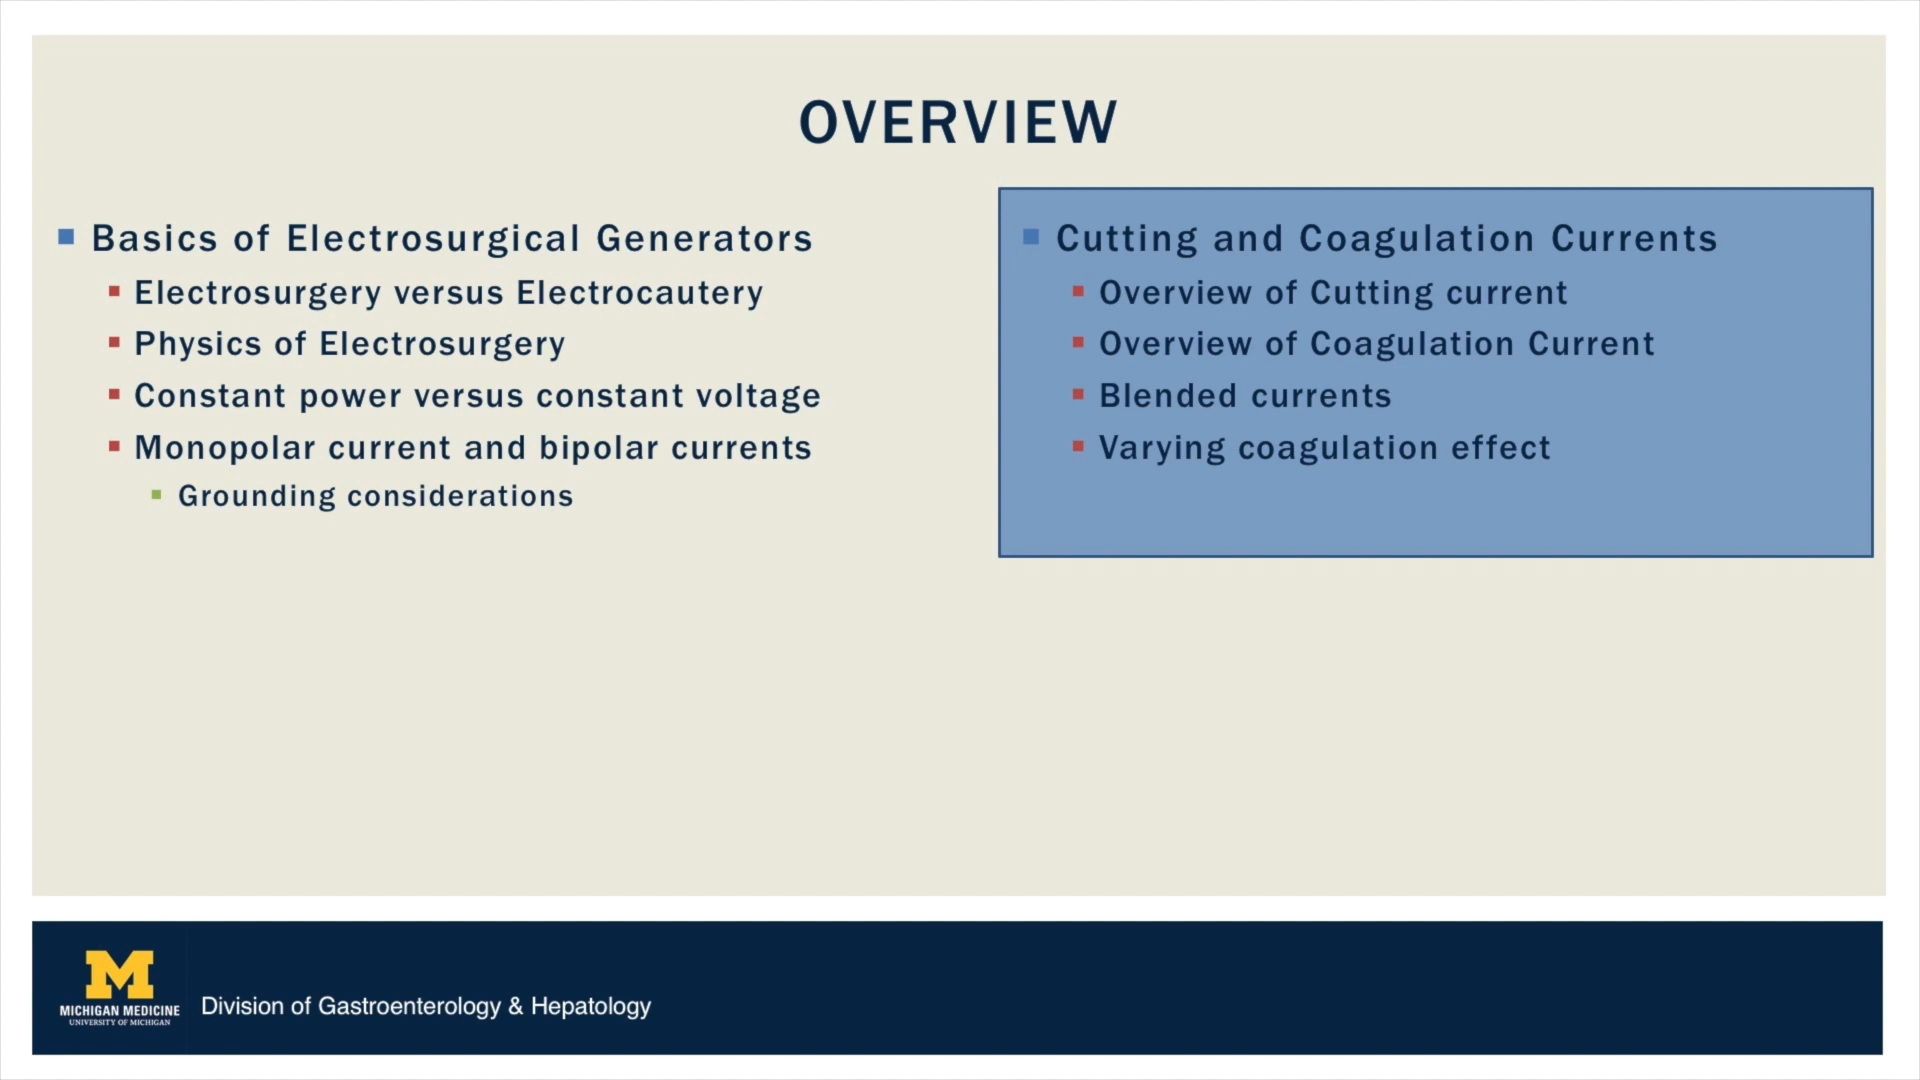 OVERVIEW
Basics of Electrosurgical Generators
Electrosurgery versus Electrocautery
Physics of Electrosurgery
Constant power versus constant voltage
Monopolar current and bipolar currents
Grounding considerations
Cutting and Coagulation Currents
Overview of Cutting current
Overview of Coagulation Current
Blended currents
Varying coagulation effect
M
MICHIGAN MEDICINE
UNIVERSITY OF MICHIGAN
Division of Gastroenterology & Hepatology